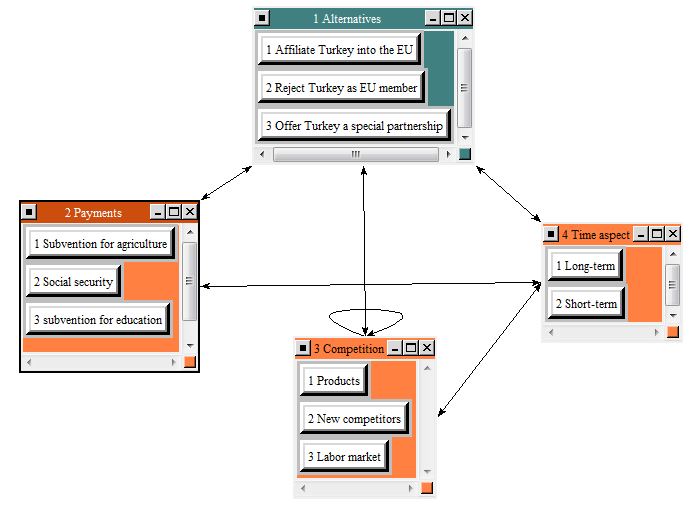 1 Alternatives
1 Affiliate Turkey into the EU
2 Reject Turkey as EU member
3 Offer Turkey a special partnership
2 Payments
1 Subvention for agriculture
2 Social security
3 subvention for education
4 Time aspect
1 Long-term
2 Short-term
3 Competition
1 Products
2 New competitors
3 Labor market